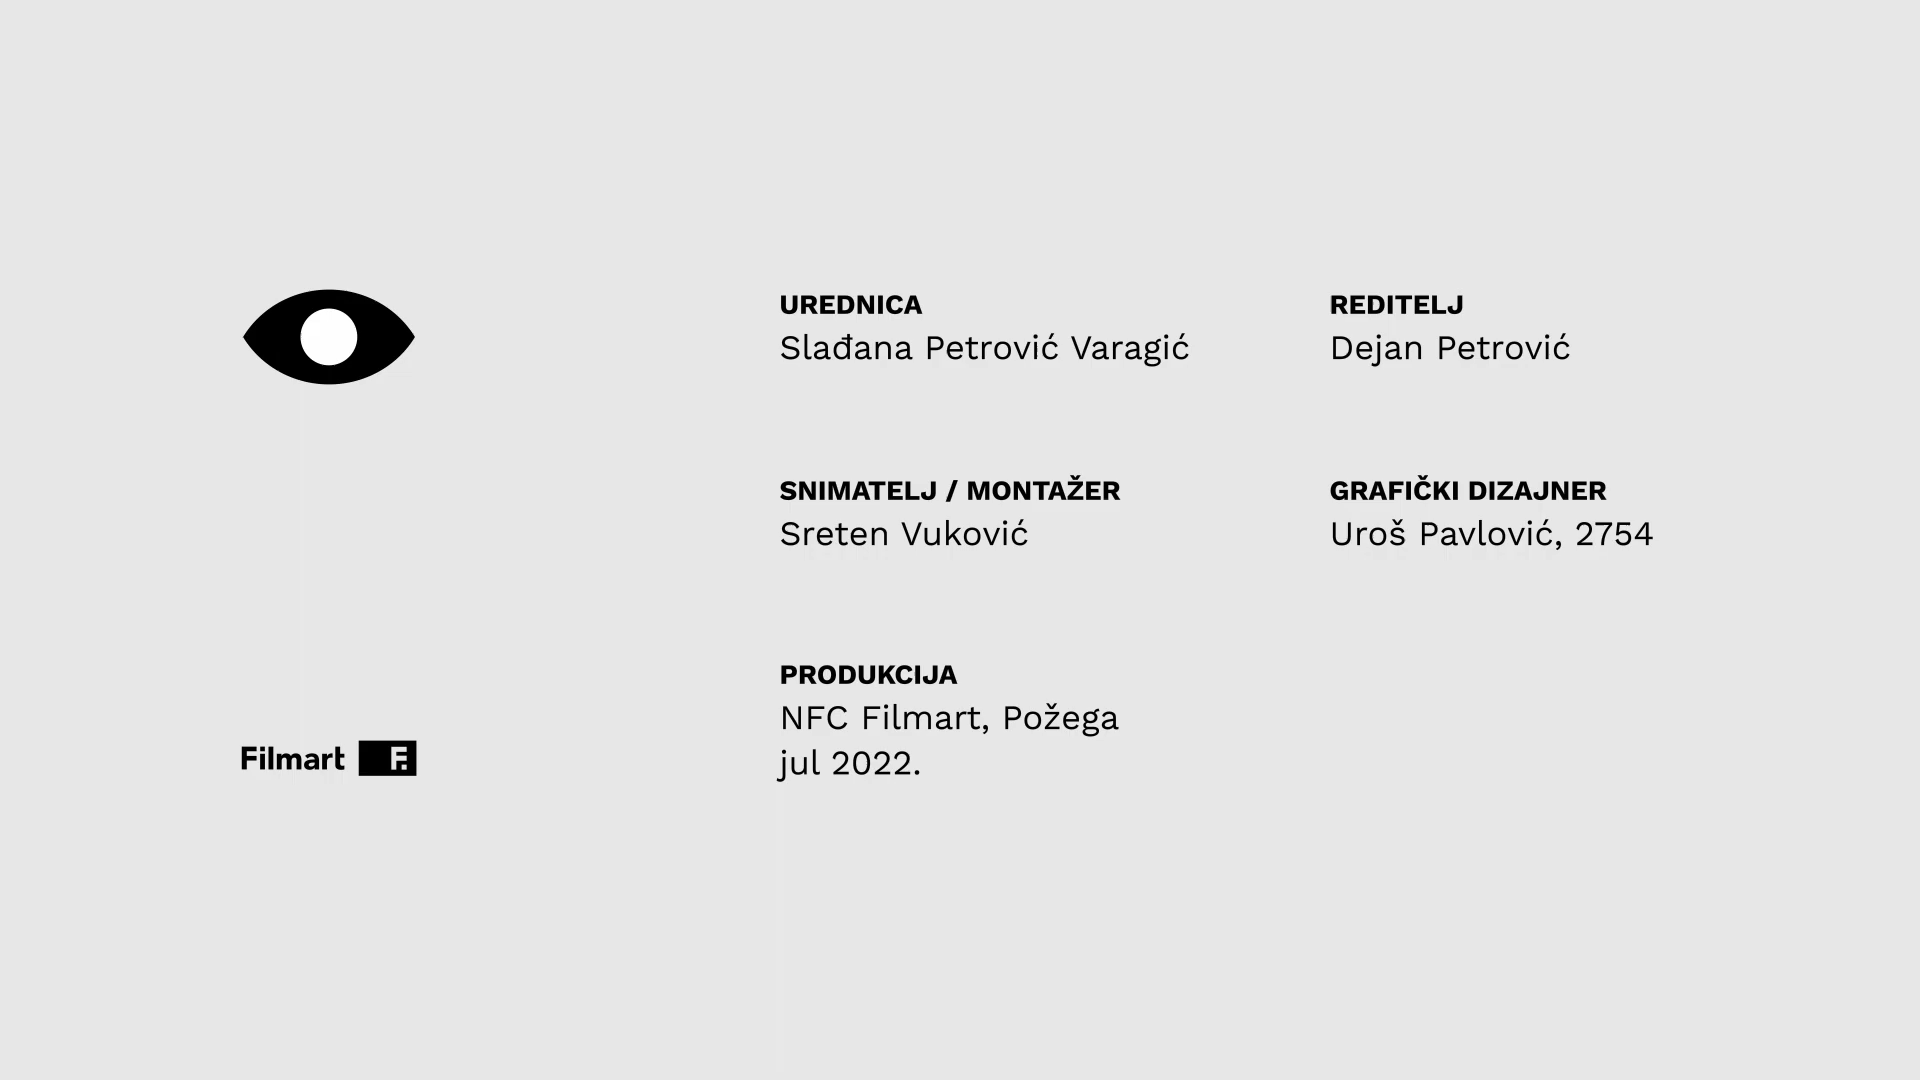 UREDNICA
Slađana Petrović Varagić
REDITELJ
Dejan Petrović
SNIMATELJ / MONTAŽER
Sreten Vuković
GRAFIČKI DIZAJNER
Uroš Pavlović, 2754
PRODUKCIJA
NFC Filmart, Požega
jul 2022.
Filmart F.